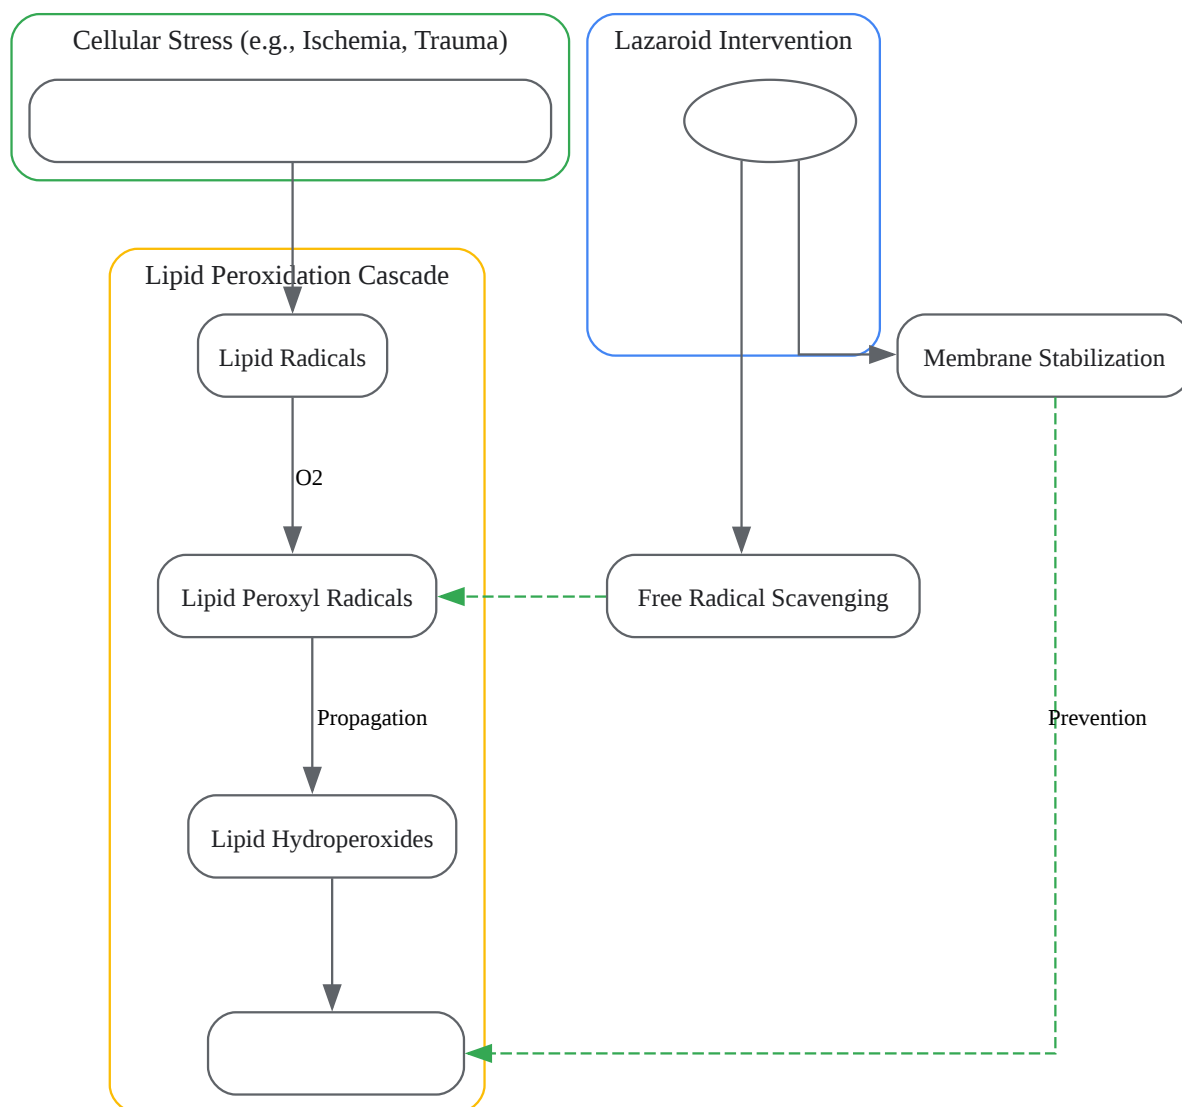 Cellular Stress (e.g., Ischemia, Trauma)
Lazaroid Intervention
Lipid Peroxidation Cascade
Lipid Radicals
Membrane Stabilization
O2
Lipid Peroxyl Radicals
Free Radical Scavenging
Propagation
Prevention
Lipid Hydroperoxides